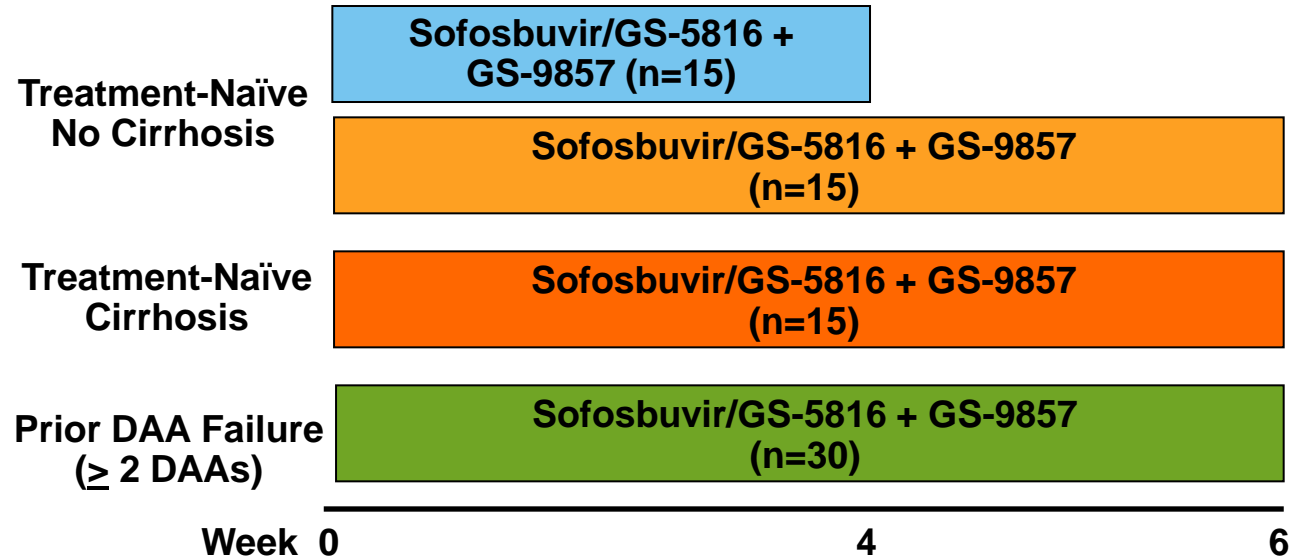 Treatment-Naïve
No Cirrhosis
Sofosbuvir/GS-5816 +
GS-9857 (n=15)
Sofosbuvir/GS-5816 + GS-9857
(n=15)
Treatment-Naïve
Cirrhosis
Sofosbuvir/GS-5816 + GS-9857
(n=15)
Prior DAA Failure
(≥ 2 DAAs)
Sofosbuvir/GS-5816 + GS-9857
(n=30)
Week 0 4 6